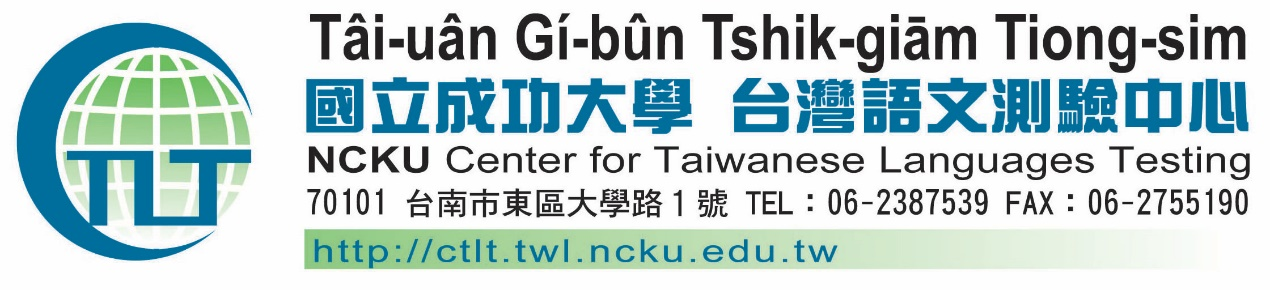 Tâi-uân Gí-bûn Tshik-giām Tiong-sim
國立成功大學 台灣語文測驗中心
NCKU Center for Taiwanese Languages Testing
70101 台南市東區大學路1號 TEL：06-2387539 FAX：06-2755190
http://ctlt.twl.ncku.edu.tw
CTLT